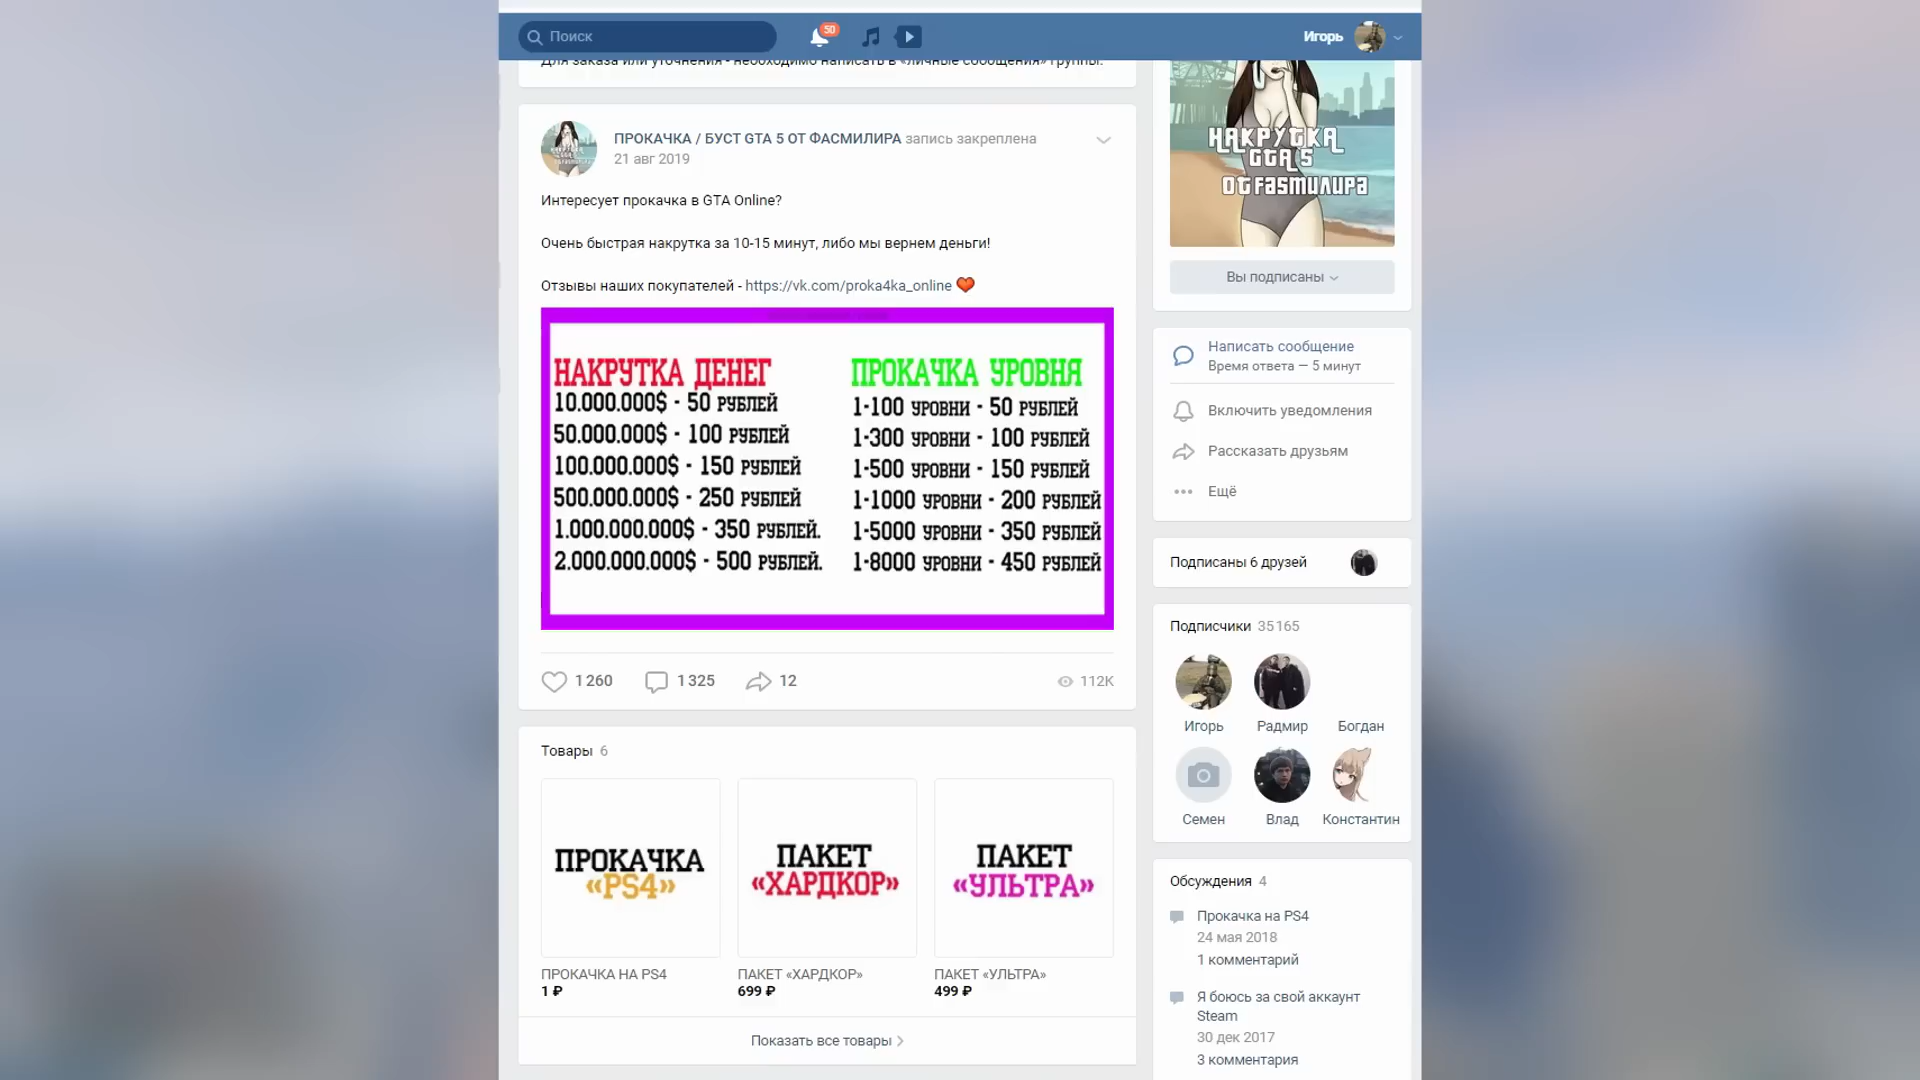 Поиск
50
Игорь
Для заказа или уточнения - необходимо написать в «личные сообщения» группы.
ПРОКАЧКА / БУСТ GTA 5 ОТ ФАСМИЛИРА запись закреплена
21 авг 2019
Интересует прокачка в GTA Online?
Очень быстрая накрутка за 10-15 минут, либо мы вернем деньги!
Отзывы наших покупателей - https://vk.com/proka4ka_online
НАКРУТКА ДЕНЕГ
10.000.000$ - 50 РУБЛЕЙ
50.000.000$ - 100 РУБЛЕЙ
100.000.000$ - 150 РУБЛЕЙ
500.000.000$ - 250 РУБЛЕЙ
1.000.000.000$ - 350 РУБЛЕЙ.
2.000.000.000$ - 500 РУБЛЕЙ.
ПРОКАЧКА УРОВНЯ
1-100 УРОВНИ - 50 РУБЛЕЙ
1-300 УРОВНИ - 100 РУБЛЕЙ
1-500 УРОВНИ - 150 РУБЛЕЙ
1-1000 УРОВНИ - 200 РУБЛЕЙ
1-5000 УРОВНИ - 350 РУБЛЕЙ
1-8000 УРОВНИ - 450 РУБЛЕЙ
1 260
1 325
12
112K
Товары 6
ПРОКАЧКА
«PS4»
ПАКЕТ
«ХАРДКОР»
ПАКЕТ
«УЛЬТРА»
ПРОКАЧКА НА PS4
1 ₽
ПАКЕТ «ХАРДКОР»
699 ₽
ПАКЕТ «УЛЬТРА»
499 ₽
Показать все товары
НАКРУТКА
GTA 5
ОТ FASМИЛИРА
Вы подписаны
Написать сообщение
Время ответа — 5 минут
Включить уведомления
Рассказать друзьям
Ещё
Подписаны 6 друзей
Подписчики 35 165
Игорь
Радмир
Богдан
Семен
Влад
Константин
Обсуждения 4
Прокачка на PS4
24 мая 2018
1 комментарий
Я боюсь за свой аккаунт
Steam
30 дек 2017
3 комментария